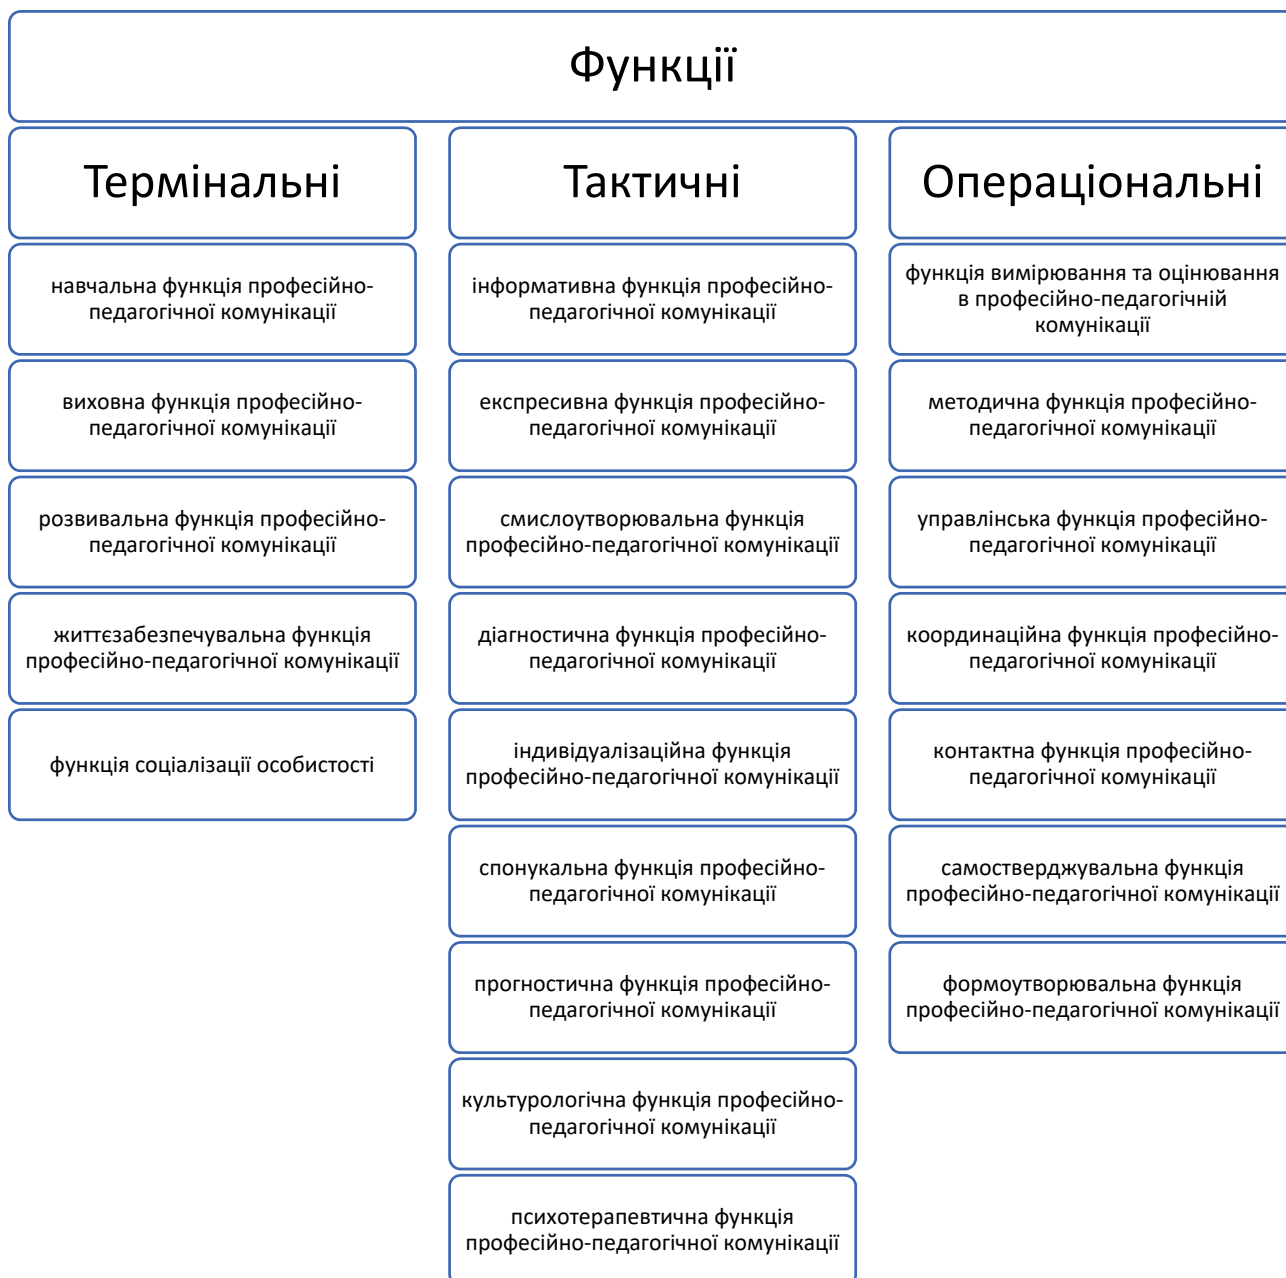 Функції
Термінальні
навчальна функція професійно-
педагогічної комунікації
виховна функція професійно-
педагогічної комунікації
розвивальна функція професійно-
педагогічної комунікації
життєзабезпечувальна функція
професійно-педагогічної комунікації
функція соціалізації особистості
Тактичні
інформативна функція професійно-
педагогічної комунікації
експресивна функція професійно-
педагогічної комунікації
смислоутворювальна функція
професійно-педагогічної комунікації
діагностична функція професійно-
педагогічної комунікації
індивідуалізаційна функція
професійно-педагогічної комунікації
спонукальна функція професійно-
педагогічної комунікації
прогностична функція професійно-
педагогічної комунікації
культурологічна функція професійно-
педагогічної комунікації
психотерапевтична функція
професійно-педагогічної комунікації
Операціональні
функція вимірювання та оцінювання
в професійно-педагогічній
комунікації
методична функція професійно-
педагогічної комунікації
управлінська функція професійно-
педагогічної комунікації
координаційна функція професійно-
педагогічної комунікації
контактна функція професійно-
педагогічної комунікації
самостверджувальна функція
професійно-педагогічної комунікації
формоутворювальна функція
професійно-педагогічної комунікації